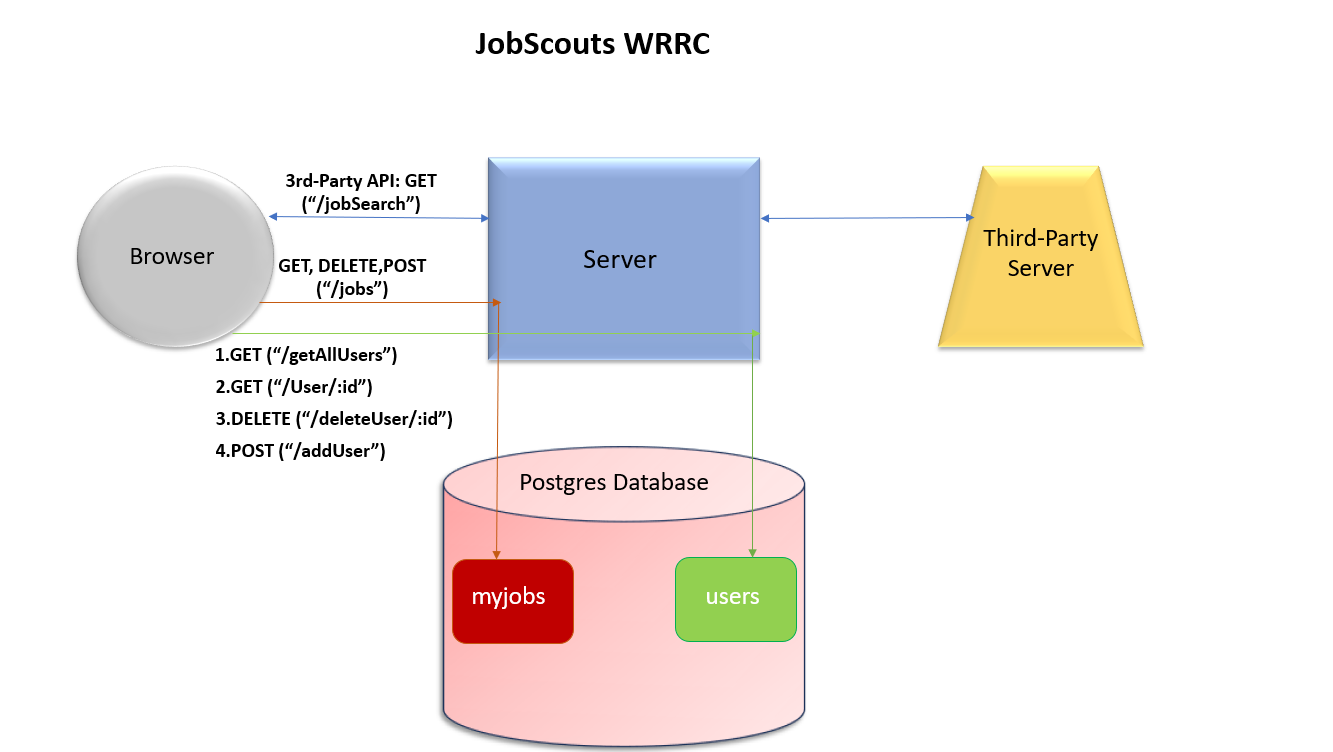 JobScouts WRRC
3rd-Party API: GET
(“/jobSearch”)
Browser
Server
Third-Party
Server
GET, DELETE,POST
(“/jobs”)
1.GET (“/getAllUsers”)
2.GET (“/User/:id”)
3.DELETE (“/deleteUser/:id”)
4.POST (“/addUser”)
Postgres Database
myjobs
users